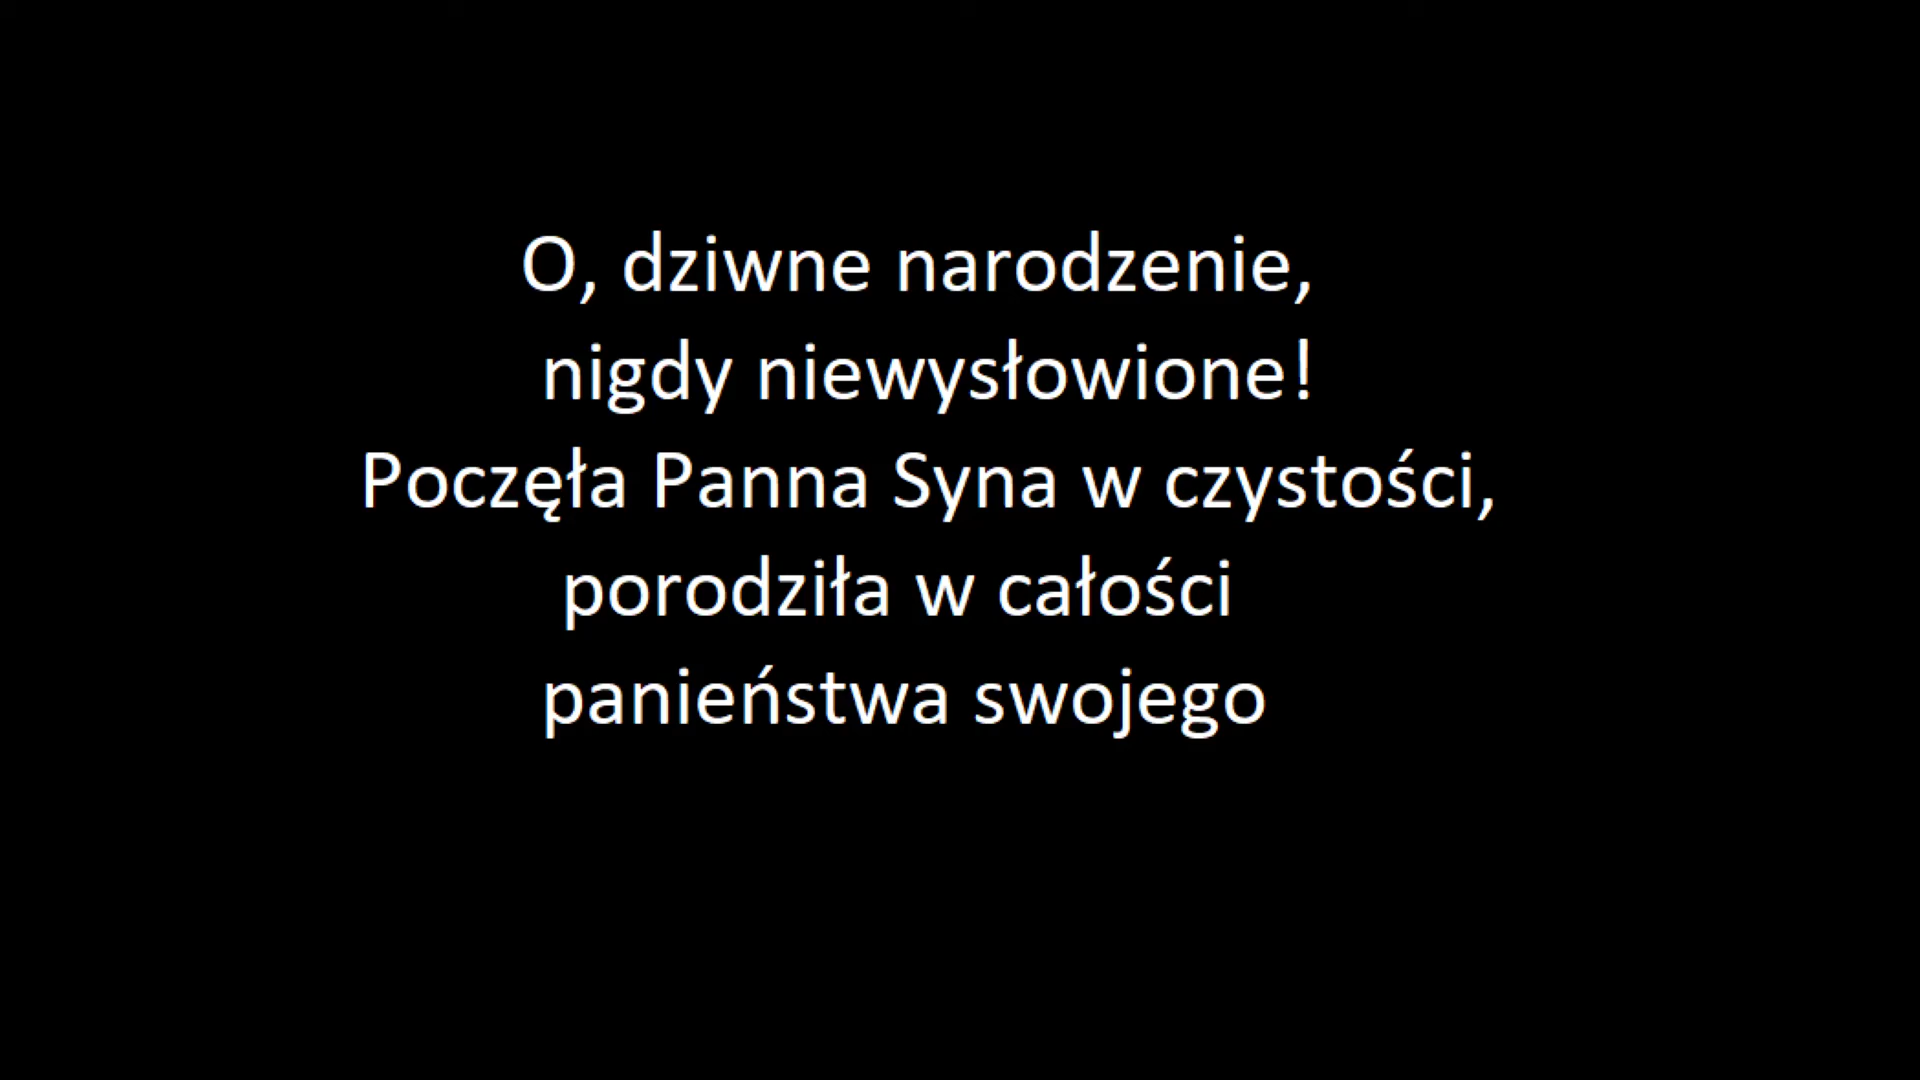 O, dziwne narodzenie,
nigdy niewysłowione!
Poczęła Panna Syna w czystości,
porodziła w całości
panieństwa swojego